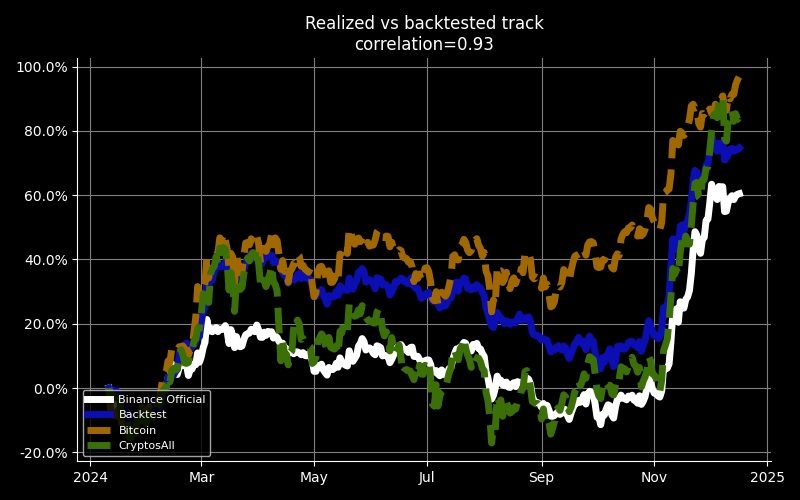 Realized vs backtested track
correlation=0.93
100.0%
80.0%
60.0%
40.0%
20.0%
0.0%
-20.0%
Binance Official
Backtest
Bitcoin
CryptosAll
2024
Mar
May
Jul
Sep
Nov
2025